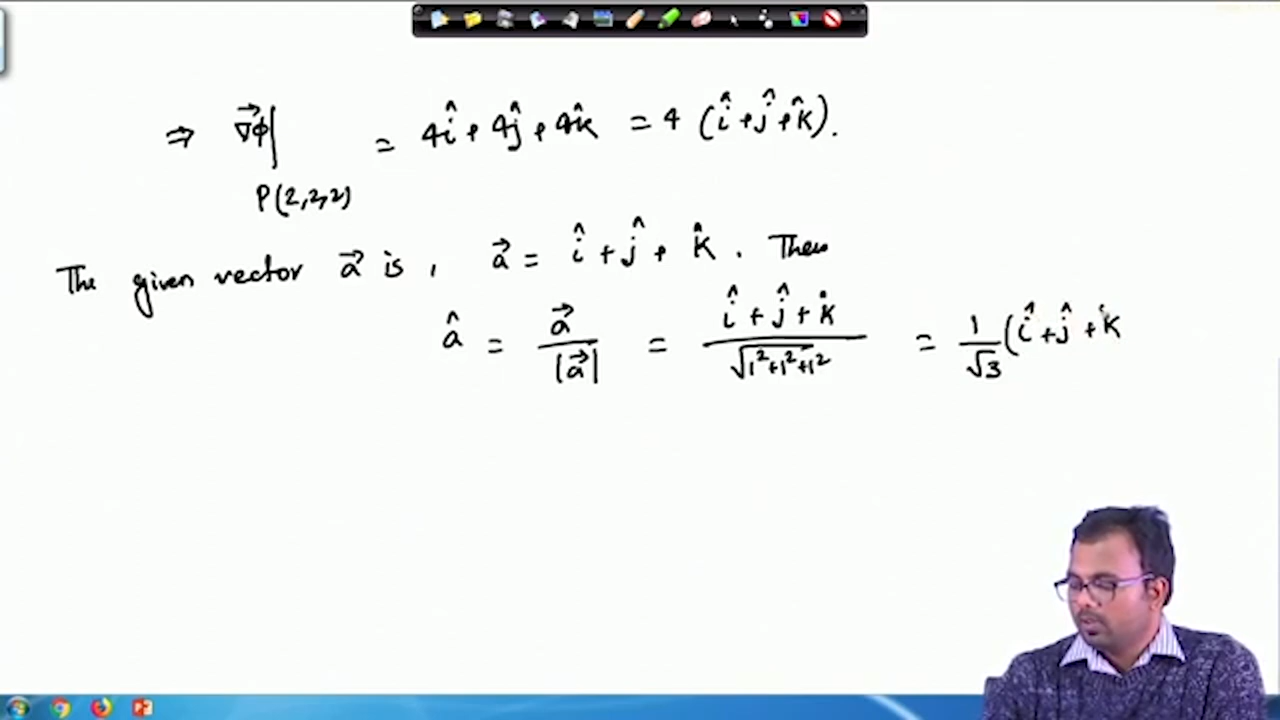 ⇒ ∇⃗φ| P(2,2,2) = 4î + 4ĵ + 4k̂ = 4 (î + ĵ + k̂).
The given vector a⃗ is, a⃗ = î + ĵ + k̂. Then
â = a⃗ / |a⃗| = (î + ĵ + k̂) / √(1²+1²+1²) = 1/√3 (î + ĵ + k